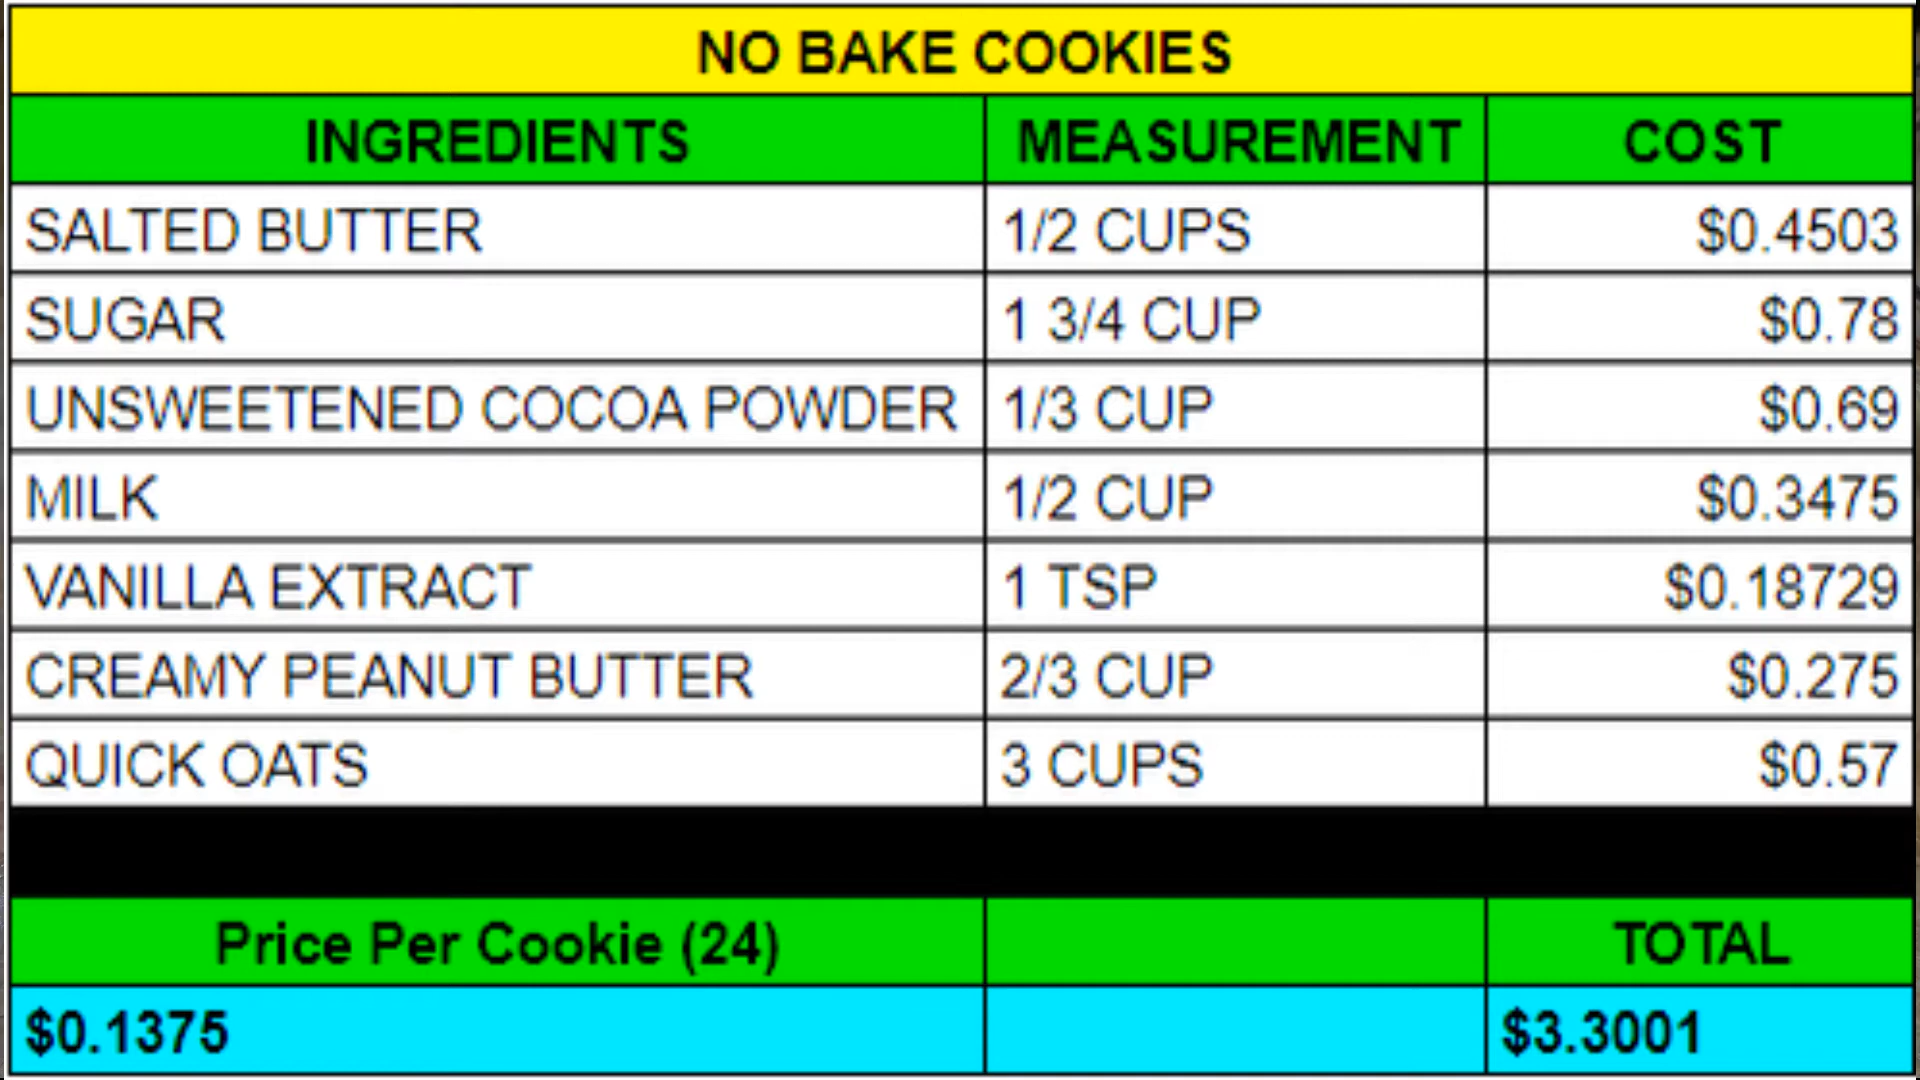 NO BAKE COOKIES
INGREDIENTS MEASUREMENT COST
SALTED BUTTER 1/2 CUPS $0.4503
SUGAR 1 3/4 CUP $0.78
UNSWEETENED COCOA POWDER 1/3 CUP $0.69
MILK 1/2 CUP $0.3475
VANILLA EXTRACT 1 TSP $0.18729
CREAMY PEANUT BUTTER 2/3 CUP $0.275
QUICK OATS 3 CUPS $0.57
Price Per Cookie (24) TOTAL
$0.1375 $3.3001